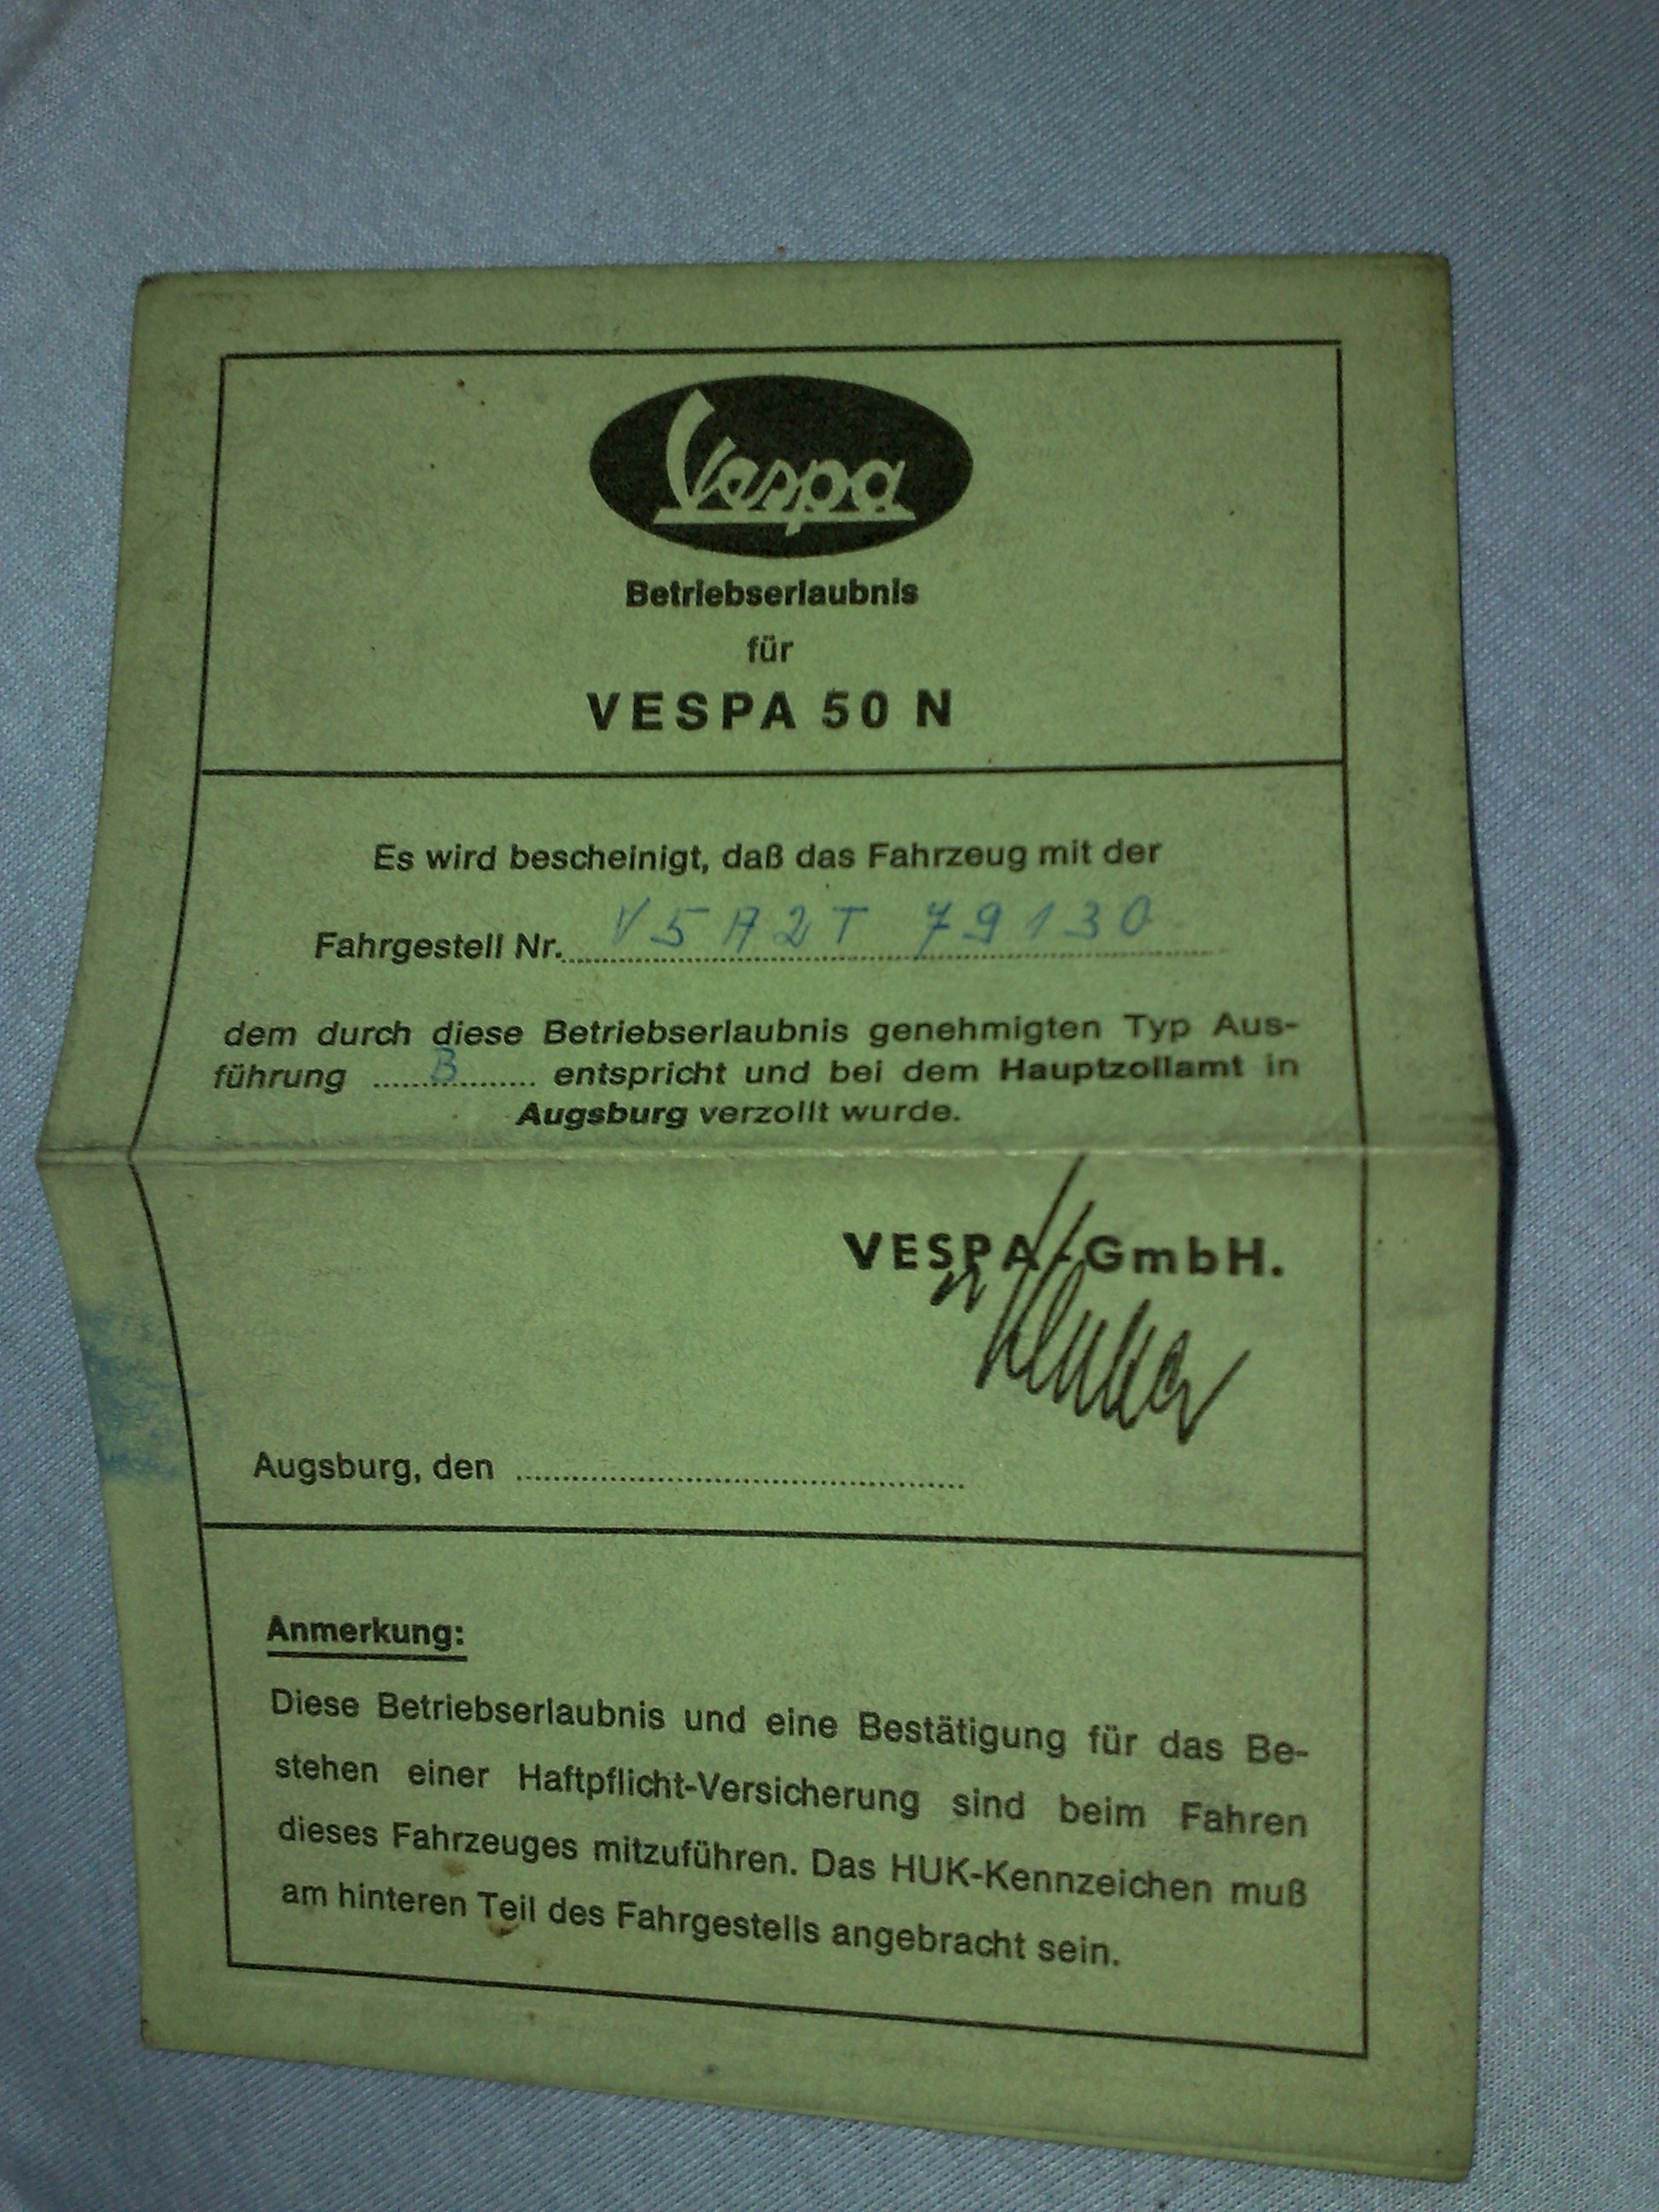 Vespa
Betriebserlaubnis
für
VESPA 50 N
Es wird bescheinigt, daß das Fahrzeug mit der
Fahrgestell Nr. V5A2T 79130
dem durch diese Betriebserlaubnis genehmigten Typ Aus-
führung B entspricht und bei dem Hauptzollamt in
Augsburg verzollt wurde.
VESPA-GmbH.
Augsburg, den
Anmerkung:
Diese Betriebserlaubnis und eine Bestätigung für das Be-
stehen einer Haftpflicht-Versicherung sind beim Fahren
dieses Fahrzeuges mitzuführen. Das HUK-Kennzeichen muß
am hinteren Teil des Fahrgestells angebracht sein.